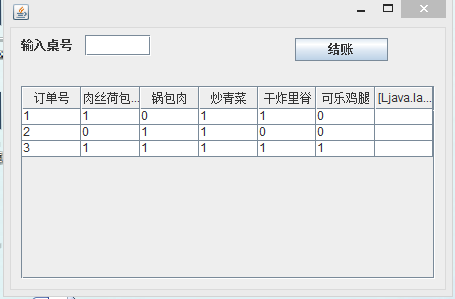 输入桌号
结账
订单号 肉丝荷包... 锅包肉 炒青菜 干炸里脊 可乐鸡腿 [Ljava.la...
1 1 0 1 1 0
2 0 1 1 0 0
3 1 1 1 1 1